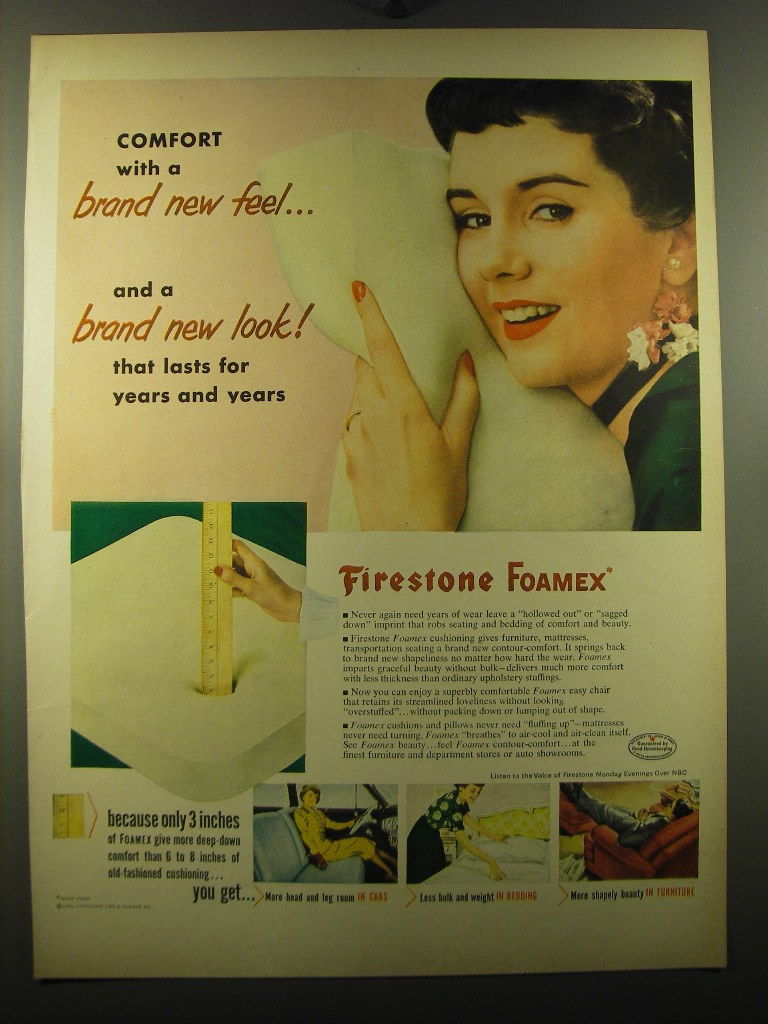 COMFORT
with a
brand new feel...
and a
brand new look!
that lasts for
years and years
Firestone FOAMEX*
■ Never again need years of wear leave a "hollowed out" or "sagged
down" imprint that robs seating and bedding of comfort and beauty.
■ Firestone Foamex cushioning gives furniture, mattresses,
transportation seating a brand new contour-comfort. It springs back
to brand new shapeliness no matter how hard the wear. Foamex
imparts graceful beauty without bulk—delivers much more comfort
with less thickness than ordinary upholstery stuffings.
■ Now you can enjoy a superbly comfortable Foamex easy chair
that retains its streamlined loveliness without looking
"overstuffed"...without packing down or lumping out of shape.
■ Foamex cushions and pillows never need "fluffing up"—mattresses
never need turning. Foamex "breathes" to air-cool and air-clean itself.
See Foamex beauty...feel Foamex contour-comfort...at the
finest furniture and department stores or auto showrooms.
Guaranteed by
Good Housekeeping
Listen to the Voice of Firestone Monday Evenings Over NBC
because only 3 inches
of FOAMEX give more deep-down
comfort than 6 to 8 inches of
old-fashioned cushioning...
you get...
More head and leg room IN CARS
Less bulk and weight IN BEDDING
More shapely beauty IN FURNITURE